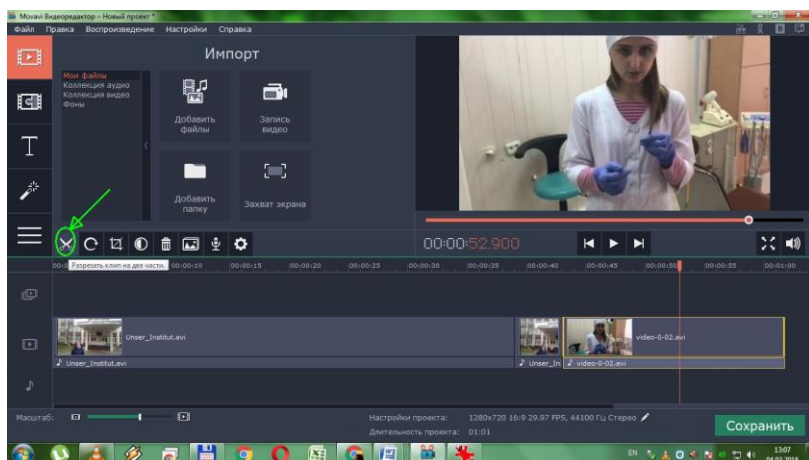 Movavi Видеоредактор – Новый проект *
Файл Правка Воспроизведение Настройки Справка
Импорт
Мои файлы
Коллекция аудио
Коллекция видео
Фоны
Добавить файлы
Запись видео
Добавить папку
Захват экрана
00:00:52.900
Разрезать клип на две части.
00:00:10 00:00:15 00:00:20 00:00:25 00:00:30 00:00:35 00:00:40 00:00:45 00:00:50 00:00:55 00:01:00
Unser_Institut.avi
video-0-02.avi
Unser_Institut.avi
Unser_In
video-0-02.avi
Масштаб:
Настройки проекта: 1280x720 16:9 29.97 FPS, 44100 Гц Стерео
Длительность проекта: 01:01
Сохранить
EN
13:07
04.03.2018